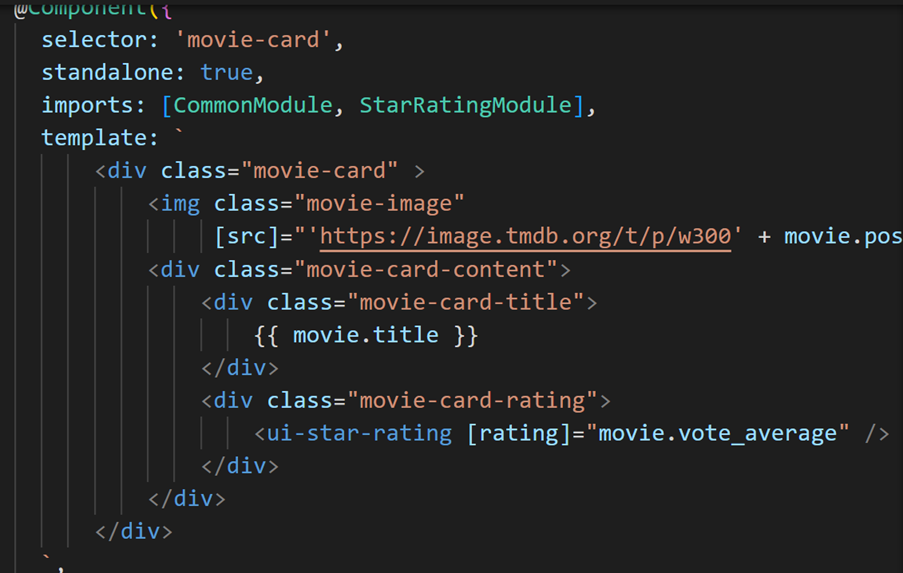 @Component({
selector: 'movie-card',
standalone: true,
imports: [CommonModule, StarRatingModule],
template: `
<div class="movie-card" >
<img class="movie-image"
[src]="'https://image.tmdb.org/t/p/w300' + movie.pos
<div class="movie-card-content">
<div class="movie-card-title">
{{ movie.title }}
</div>
<div class="movie-card-rating">
<ui-star-rating [rating]="movie.vote_average" />
</div>
</div>
</div>
`,